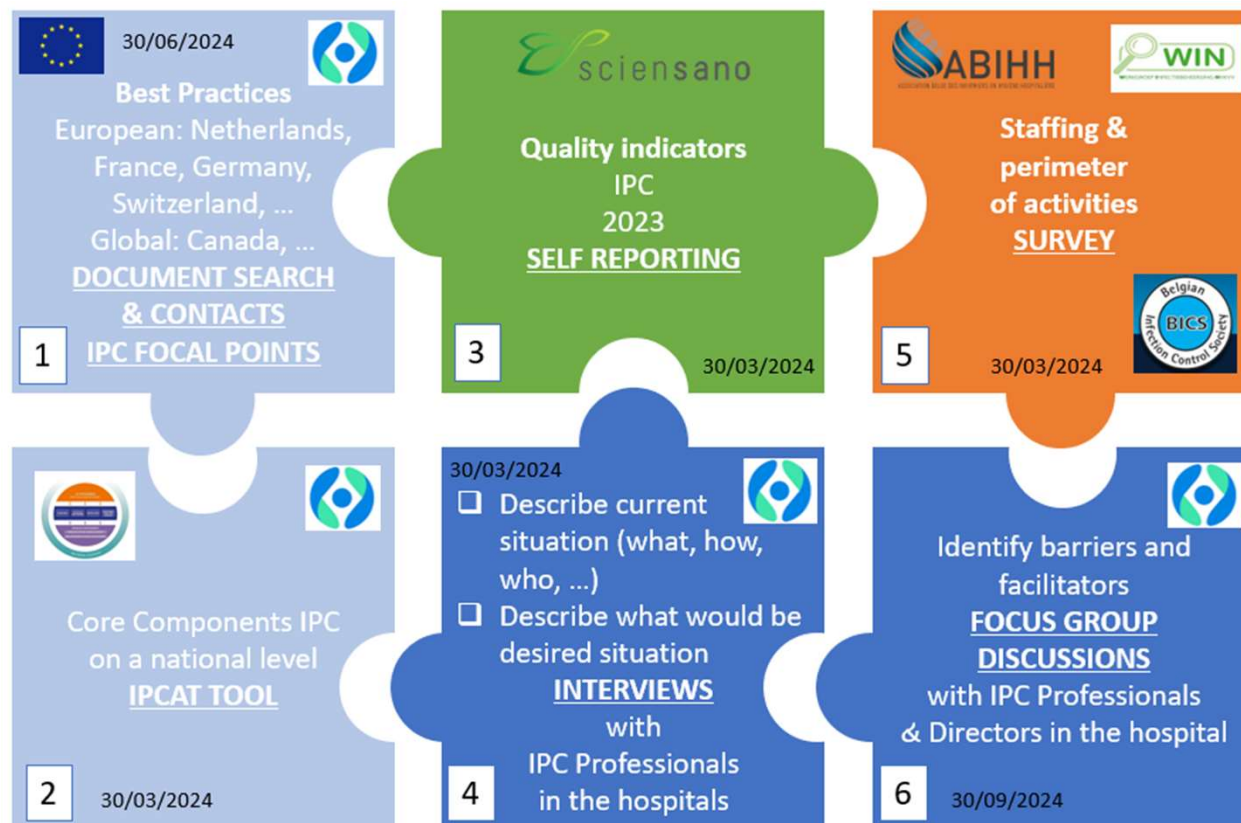 30/06/2024
Best Practices
European: Netherlands,
France, Germany,
Switzerland, ...
Global: Canada, ...
DOCUMENT SEARCH
& CONTACTS
IPC FOCAL POINTS
1
sciensano
Quality indicators
IPC
2023
SELF REPORTING
3
30/03/2024
ABIHH
WIN
Staffing &
perimeter
of activities
SURVEY
5
30/03/2024
Belgian
BICS
Infection Control Society
Core Components IPC
on a national level
IPCAT TOOL
2
30/03/2024
30/03/2024
❑ Describe current
situation (what, how,
who, ...)
❑ Describe what would be
desired situation
INTERVIEWS
with
IPC Professionals
in the hospitals
4
Identify barriers and
facilitators
FOCUS GROUP
DISCUSSIONS
with IPC Professionals
& Directors in the hospital
6
30/09/2024